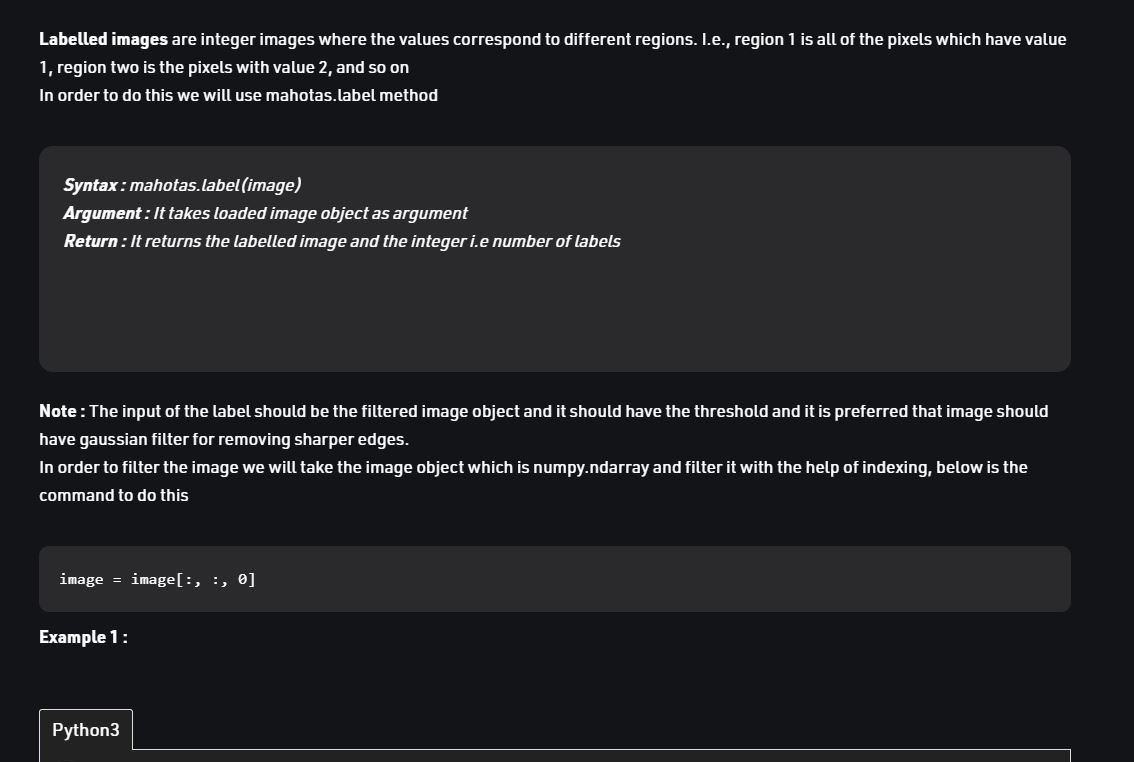 Labelled images are integer images where the values correspond to different regions. I.e., region 1 is all of the pixels which have value
1, region two is the pixels with value 2, and so on
In order to do this we will use mahotas.label method
Syntax : mahotas.label(image)
Argument : It takes loaded image object as argument
Return : It returns the labelled image and the integer i.e number of labels
Note : The input of the label should be the filtered image object and it should have the threshold and it is preferred that image should
have gaussian filter for removing sharper edges.
In order to filter the image we will take the image object which is numpy.ndarray and filter it with the help of indexing, below is the
command to do this
image = image[:, :, 0]
Example 1 :
Python3